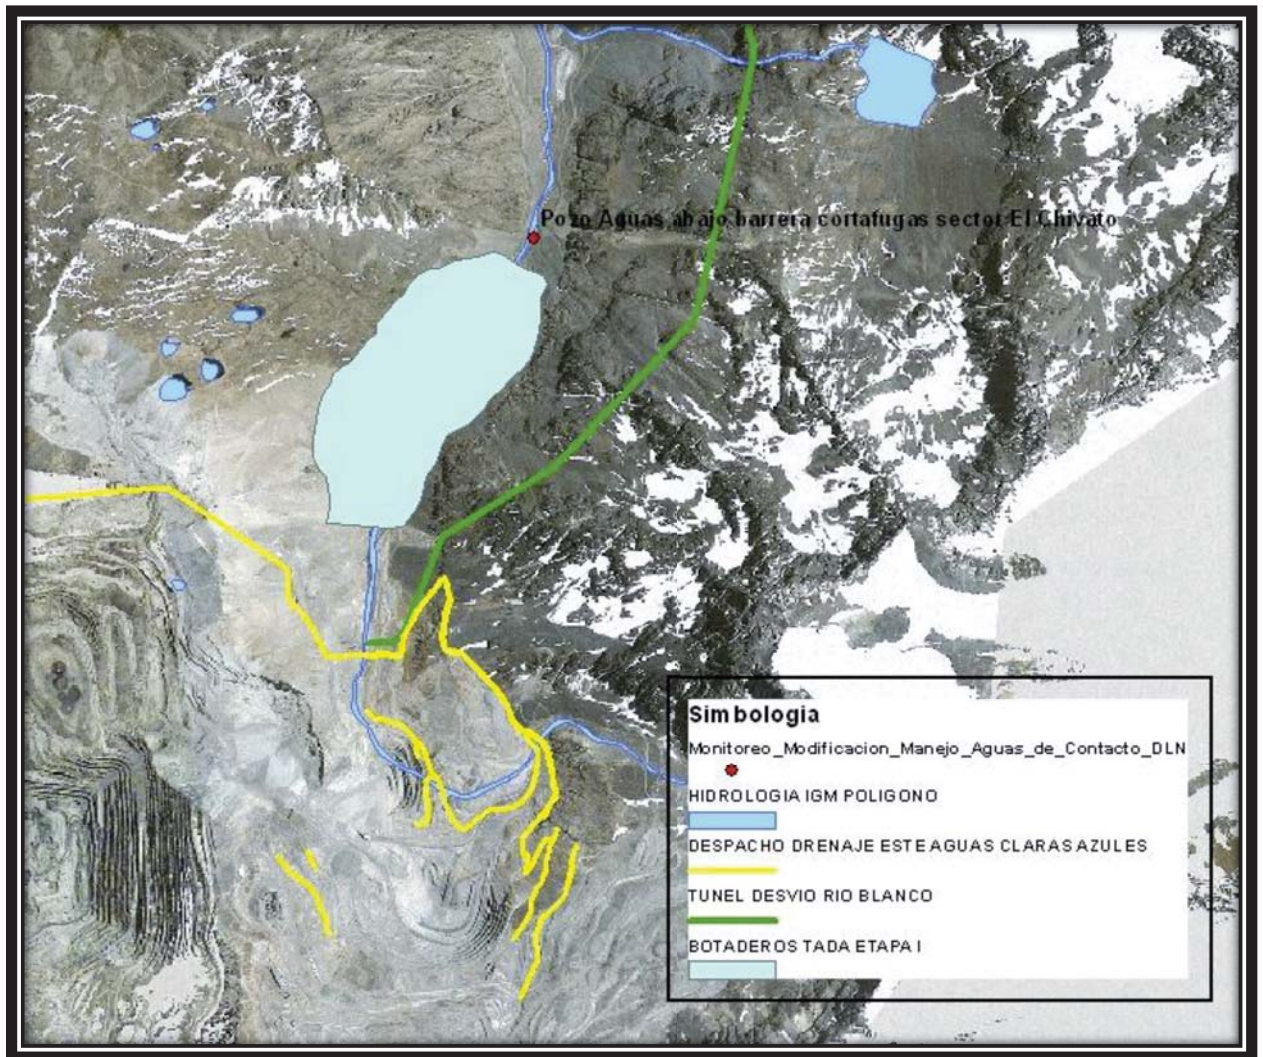 Pozo Aguas abajo barrera cortafugas sector El Chivato
Simbologia
Monitoreo_Modificacion_Manejo_Aguas_de_Contacto_DLN
HIDROLOGIA IGM POLIGONO
DESPACHO DRENAJE ESTE AGUAS CLARAS AZULES
TUNEL DESVIO RIO BLANCO
BOTADEROS TADA ETAPA I